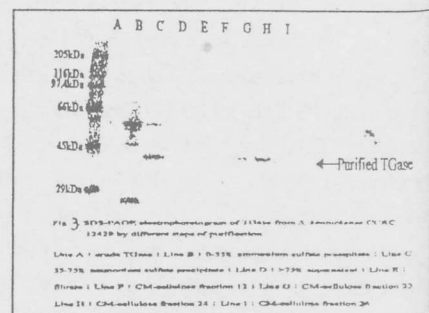 A B C D E F G H I
205kDa
116kDa
97.4kDa
66kDa
45kDa
Purified TGase
29kDa
Fig 3 SDS-PAGE electrophoretogram of TGase from
12429 by different steps of purification
Line A : crude TGase ; Line B : 0-35% ammonium sulfate precipitate ; Line C
35-75% ammonium sulfate precipitate ; Line D : >75% supernatant ; Line E :
filtrate ; Line F : CM-cellulose fraction 12 ; Line G : CM-cellulose fraction 22
Line H : CM-cellulose fraction 24 ; Line I : CM-cellulose fraction 26